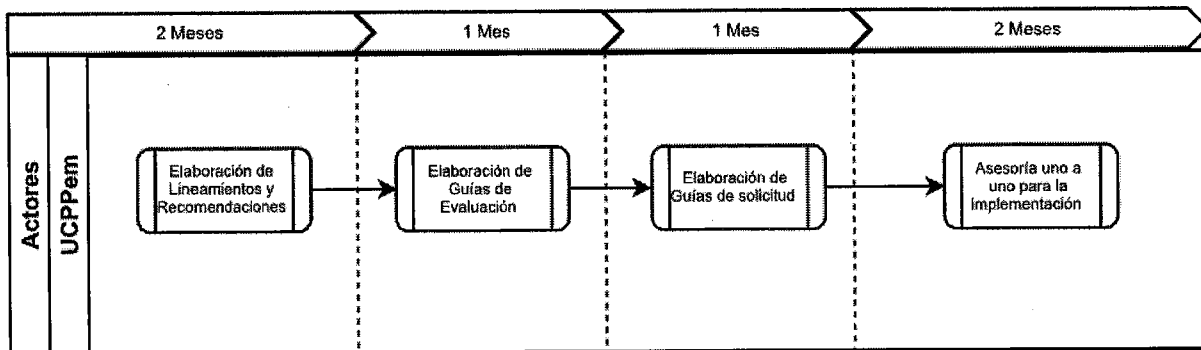 2 Meses
1 Mes
1 Mes
2 Meses
Actores
UCPPem
Elaboración de
Lineamientos y
Recomendaciones
Elaboración de
Guías de
Evaluación
Elaboración de
Guías de solicitud
Asesoría uno a
uno para la
implementación